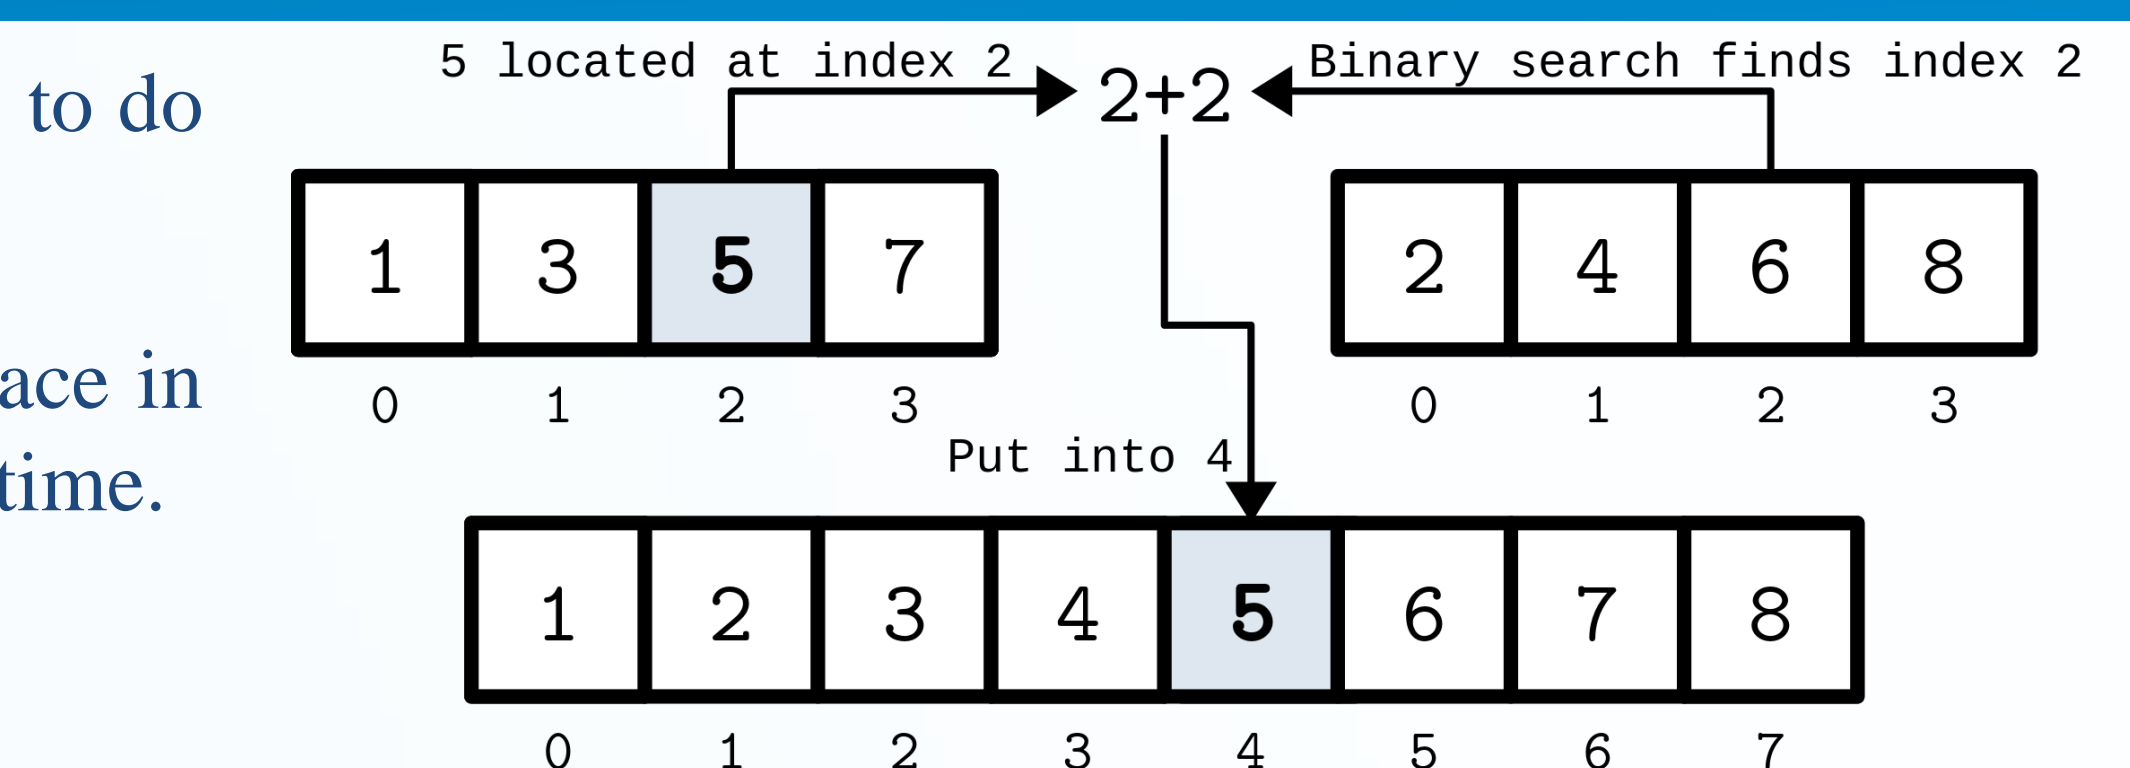 to do
ace in
time.
5 located at index 2
2+2
Binary search finds index 2
1 3 5 7
0 1 2 3
2 4 6 8
0 1 2 3
Put into 4
1 2 3 4 5 6 7 8
0 1 2 3 4 5 6 7